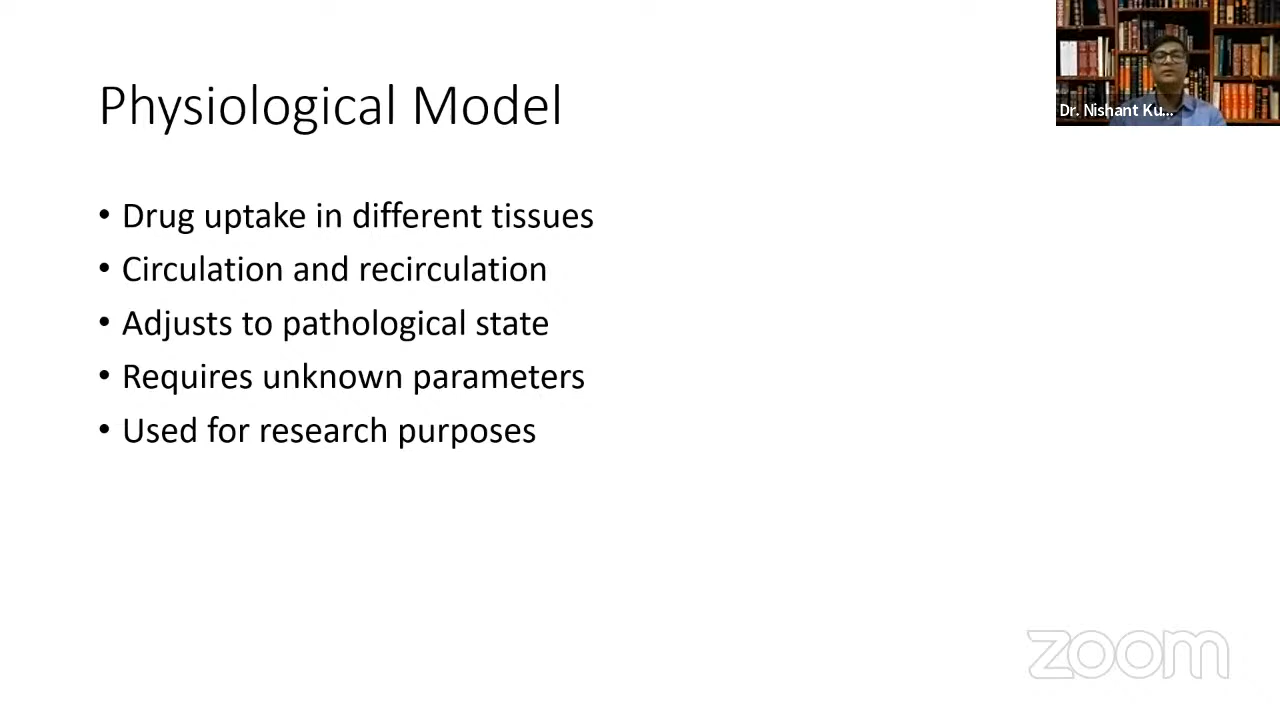 Physiological Model
Dr. Nishant Ku...
• Drug uptake in different tissues
• Circulation and recirculation
• Adjusts to pathological state
• Requires unknown parameters
• Used for research purposes
zoom